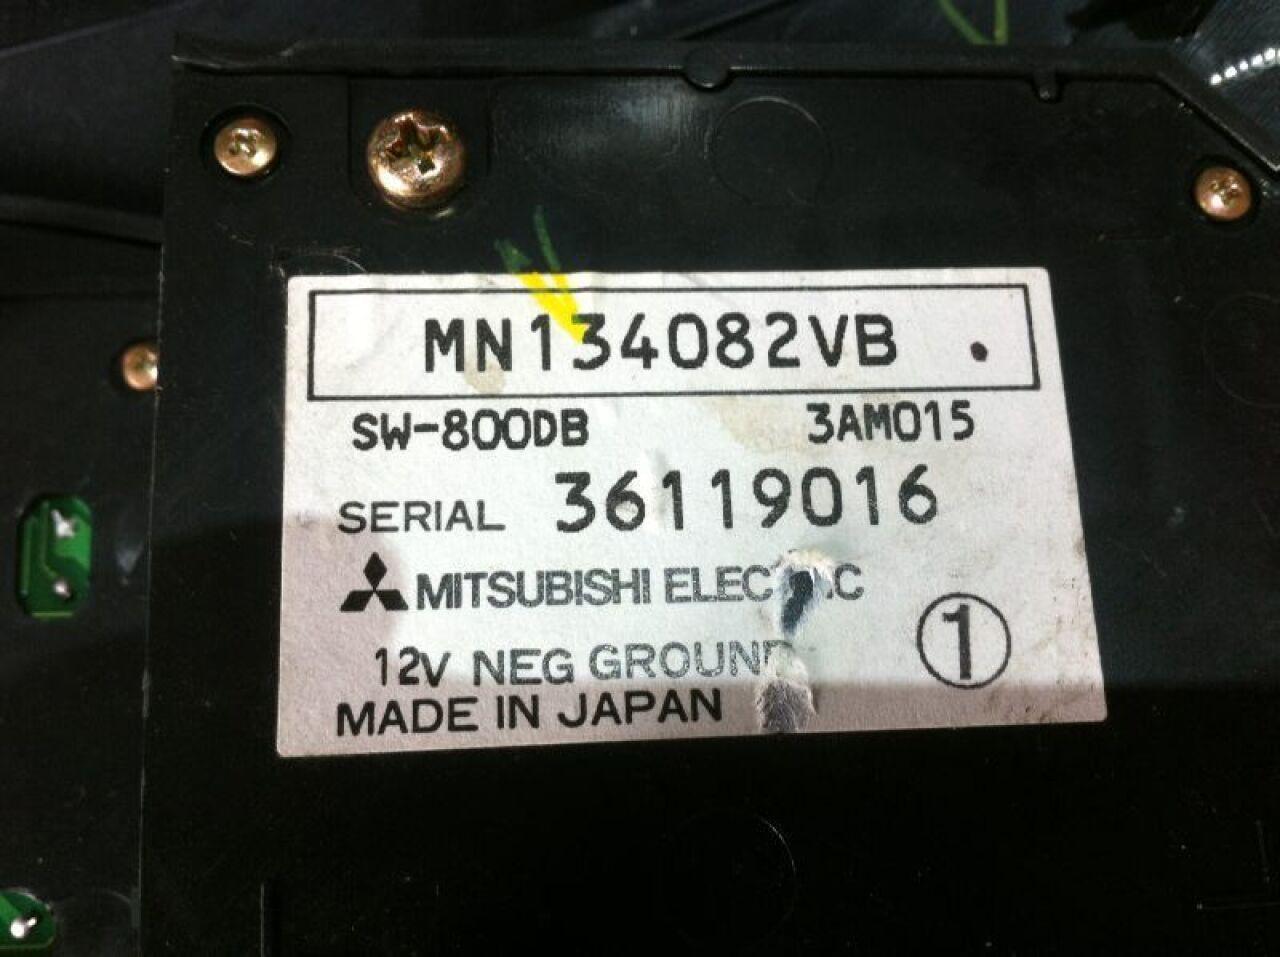 MN134082VB
SW-800DB 3AM015
SERIAL 36119016
MITSUBISHI
12V NEG GROUND
MADE IN JAPAN
1